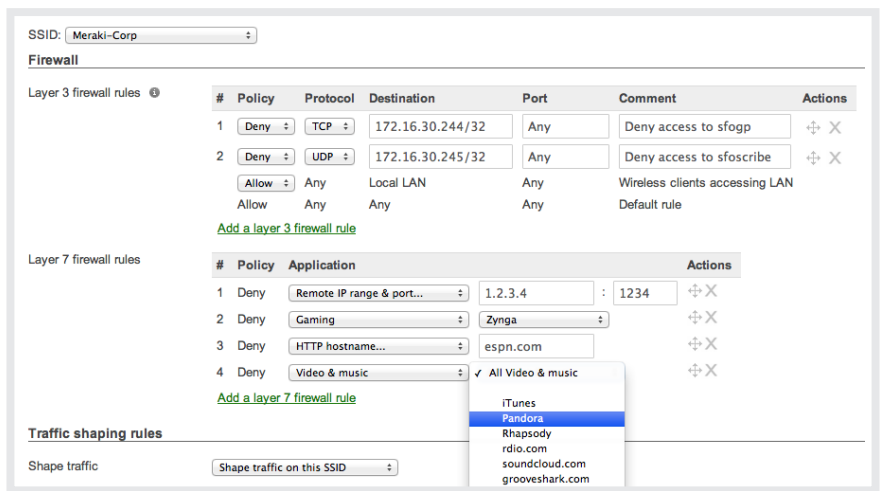 SSID: Meraki-Corp
Firewall
Layer 3 firewall rules
# Policy Protocol Destination Port Comment Actions
1 Deny TCP 172.16.30.244/32 Any Deny access to sfogp
2 Deny UDP 172.16.30.245/32 Any Deny access to sfoscribe
Allow Any Local LAN Any Wireless clients accessing LAN
Allow Any Any Any Default rule
Add a layer 3 firewall rule
Layer 7 firewall rules
# Policy Application Actions
1 Deny Remote IP range & port... 1.2.3.4 : 1234
2 Deny Gaming Zynga
3 Deny HTTP hostname... espn.com
4 Deny Video & music ✓ All Video & music
Add a layer 7 firewall rule
iTunes
Pandora
Rhapsody
rdio.com
soundcloud.com
grooveshark.com
Traffic shaping rules
Shape traffic Shape traffic on this SSID